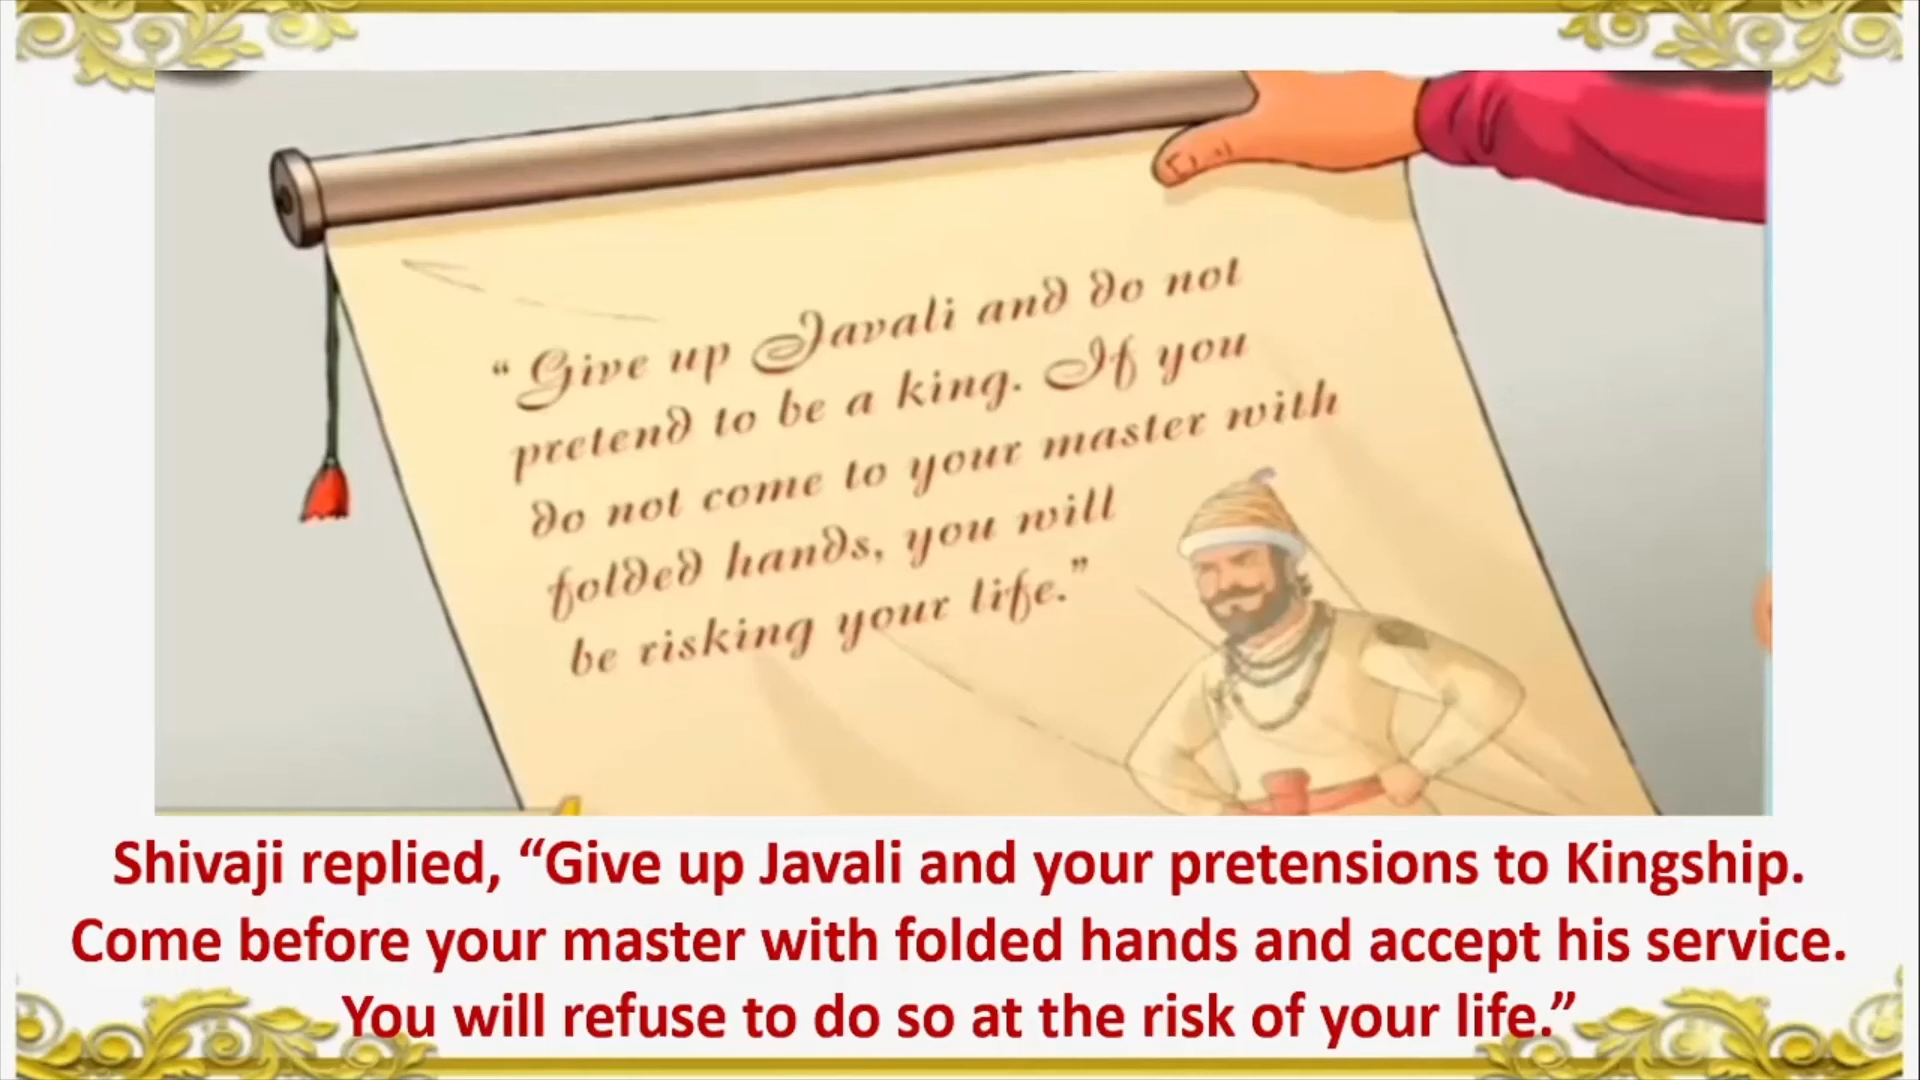 “Give up Javali and do not
pretend to be a king. If you
do not come to your master with
folded hands, you will
be risking your life.”
Shivaji replied, “Give up Javali and your pretensions to Kingship.
Come before your master with folded hands and accept his service.
You will refuse to do so at the risk of your life.”